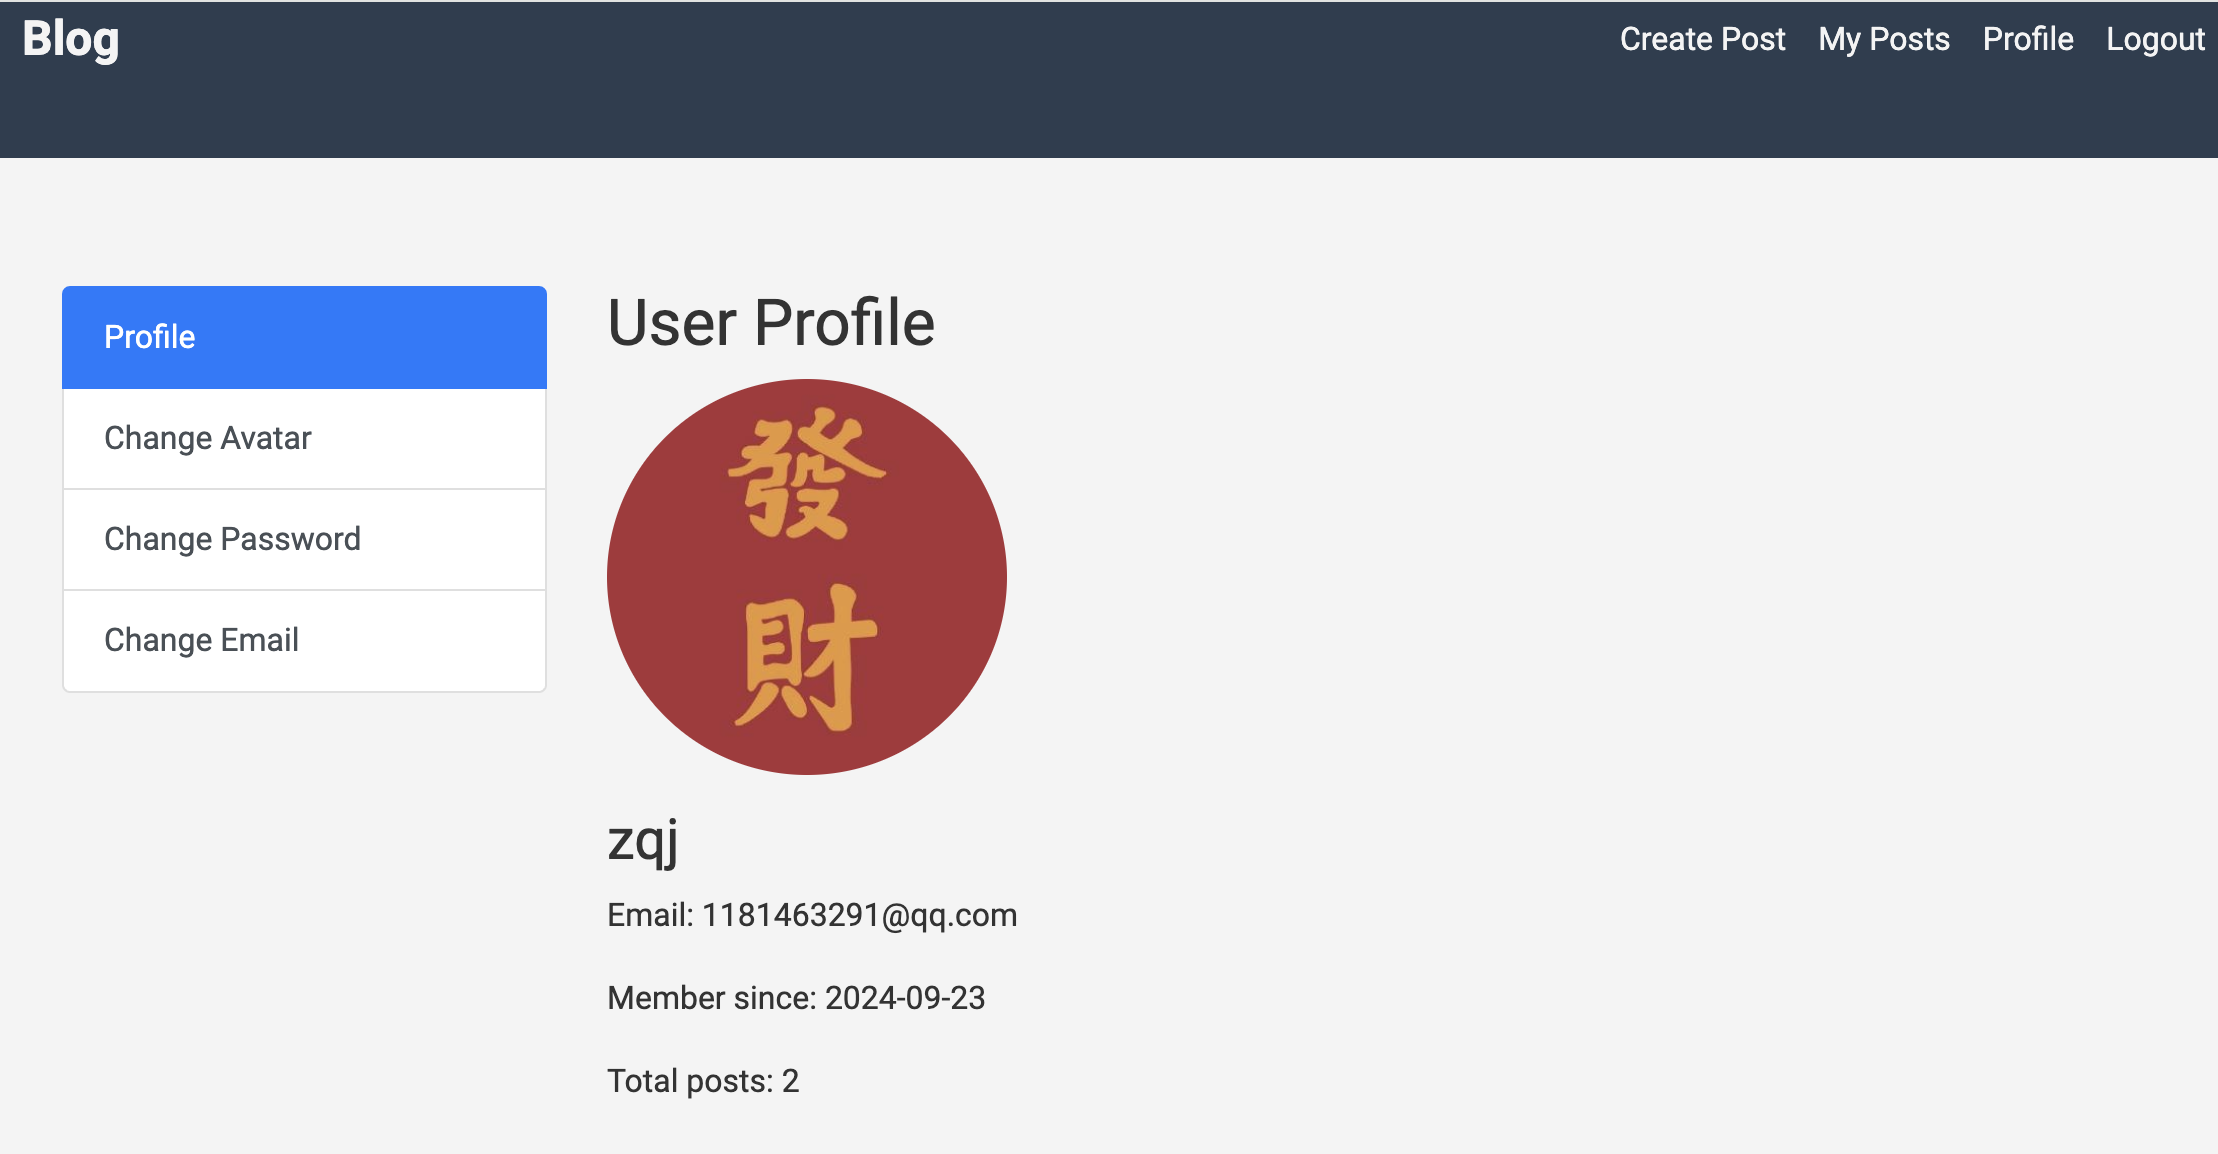 Blog
Create Post My Posts Profile Logout
Profile
Change Avatar
Change Password
Change Email
User Profile
發
財
zqj
Email: 1181463291@qq.com
Member since: 2024-09-23
Total posts: 2